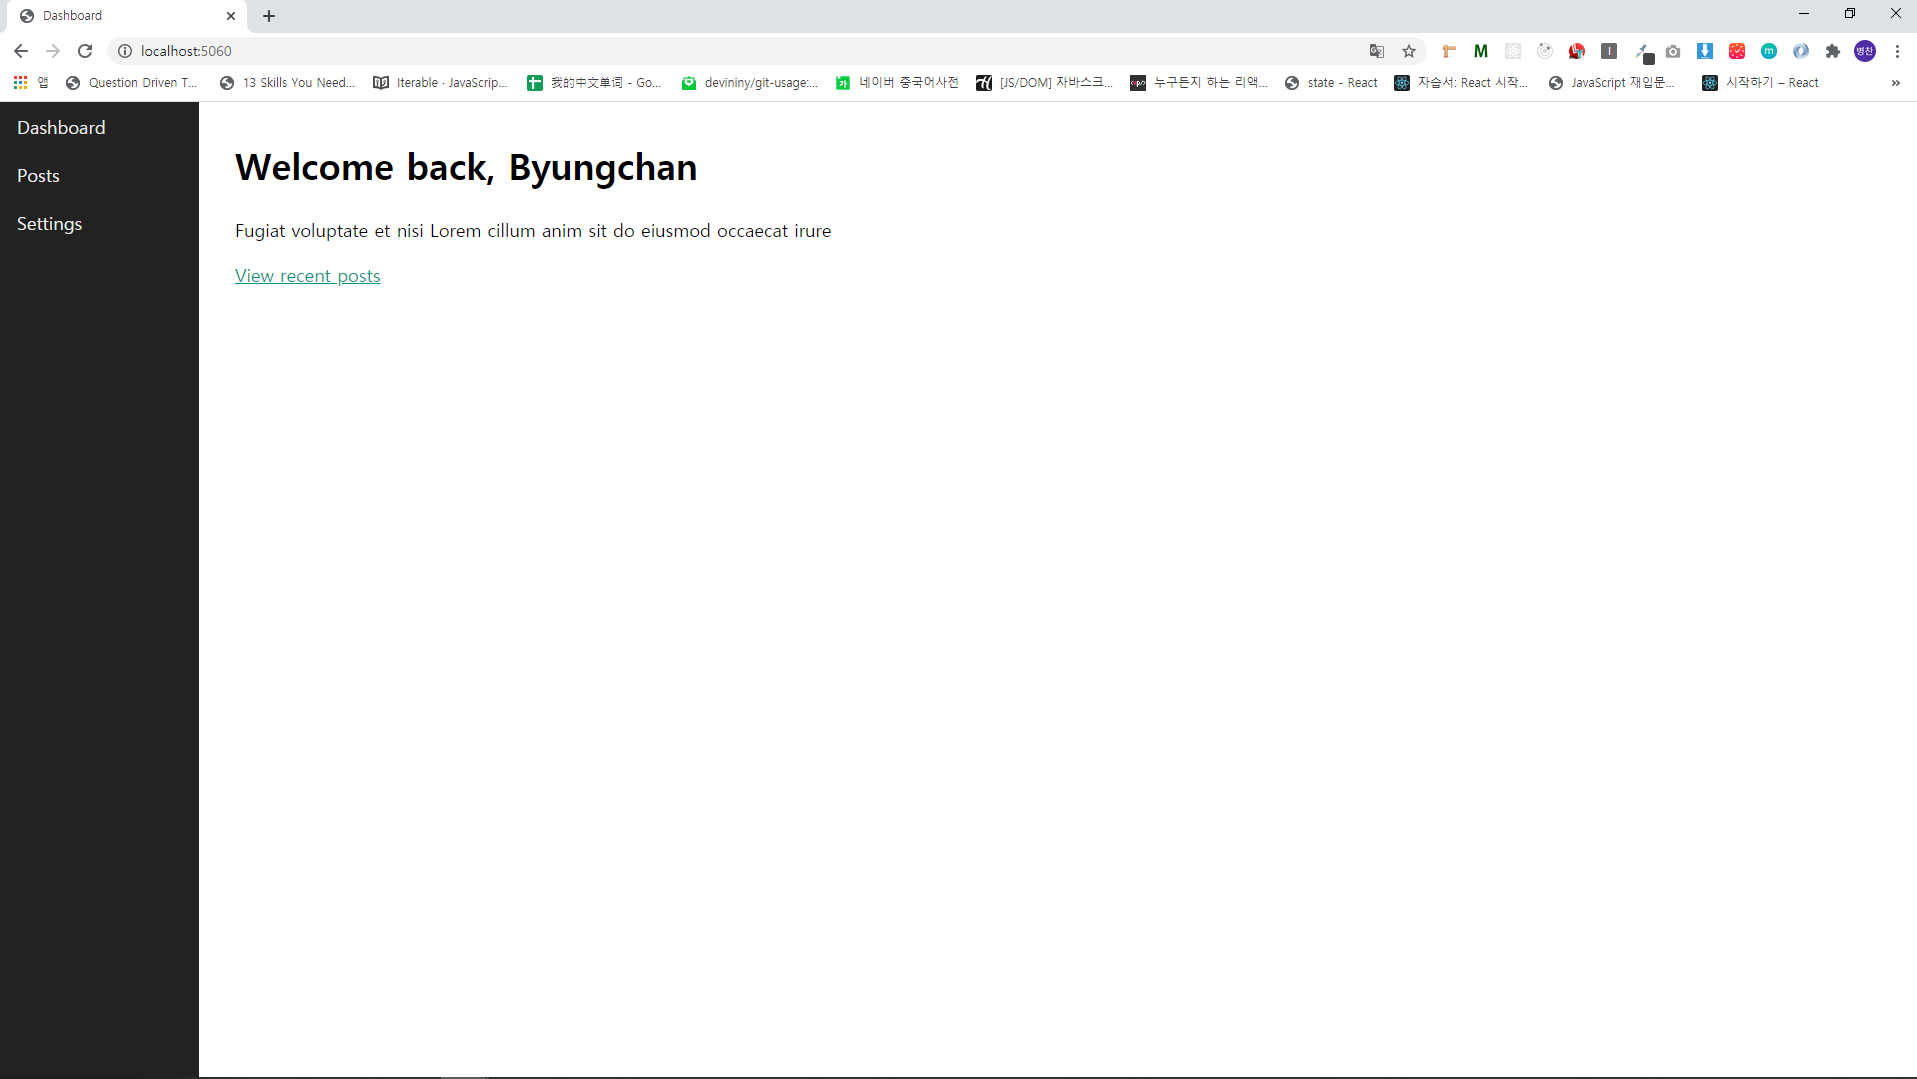 Dashboard
localhost:5060
병찬
앱
Question Driven T...
13 Skills You Need...
Iterable · JavaScrip...
我的中文单词 - Go...
devininy/git-usage:...
네이버 중국어사전
[JS/DOM] 자바스크...
누구든지 하는 리액...
state - React
자습서: React 시작...
JavaScript 재입문...
시작하기 – React
»
Dashboard
Posts
Settings
Welcome back, Byungchan
Fugiat voluptate et nisi Lorem cillum anim sit do eiusmod occaecat irure
View recent posts